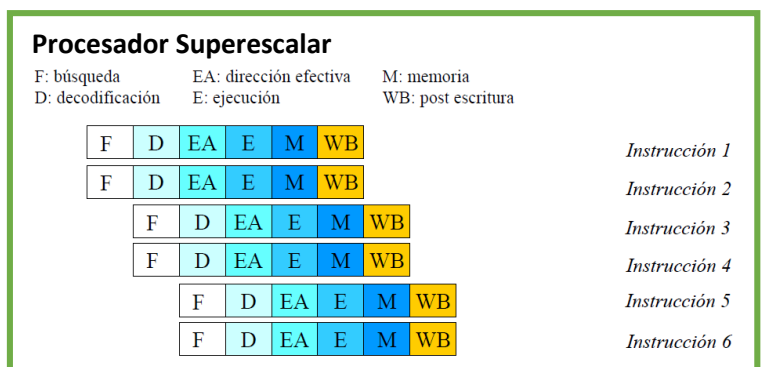 Procesador Superescalar
F: búsqueda EA: dirección efectiva M: memoria
D: decodificación E: ejecución WB: post escritura
F D EA E M WB Instrucción 1
F D EA E M WB Instrucción 2
F D EA E M WB Instrucción 3
F D EA E M WB Instrucción 4
F D EA E M WB Instrucción 5
F D EA E M WB Instrucción 6